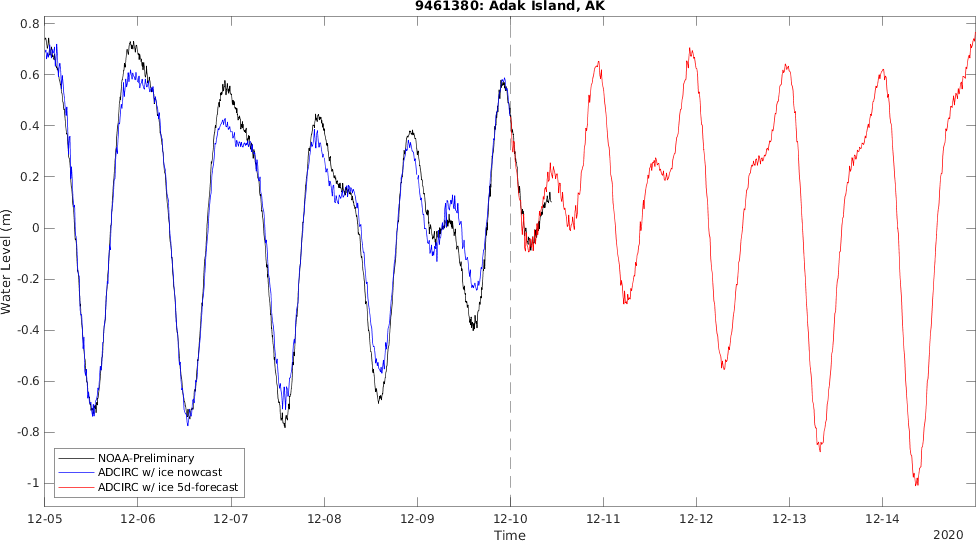 9461380: Adak Island, AK
0.8
0.6
0.4
0.2
0
-0.2
-0.4
-0.6
-0.8
-1
Water Level (m)
NOAA-Preliminary
ADCIRC w/ ice nowcast
ADCIRC w/ ice 5d-forecast
12-05 12-06 12-07 12-08 12-09 12-10 12-11 12-12 12-13 12-14
Time
2020